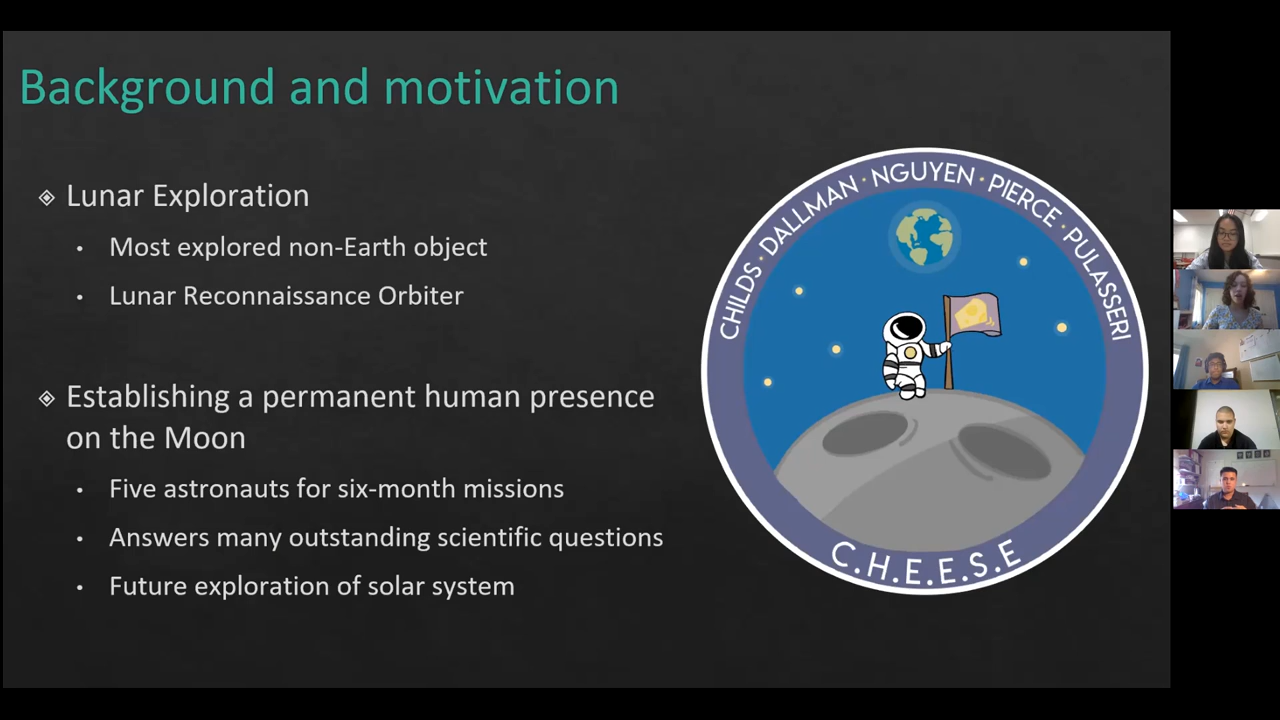 Background and motivation
Lunar Exploration
Most explored non-Earth object
Lunar Reconnaissance Orbiter
Establishing a permanent human presence
on the Moon
Five astronauts for six-month missions
Answers many outstanding scientific questions
Future exploration of solar system
CHILDS · DALLMAN · NGUYEN · PIERCE · PULASSERI
C.H.E.E.S.E